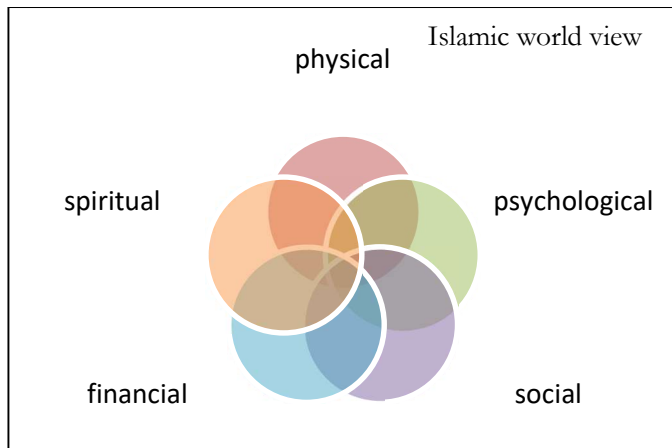 Islamic world view
physical
spiritual
psychological
financial
social